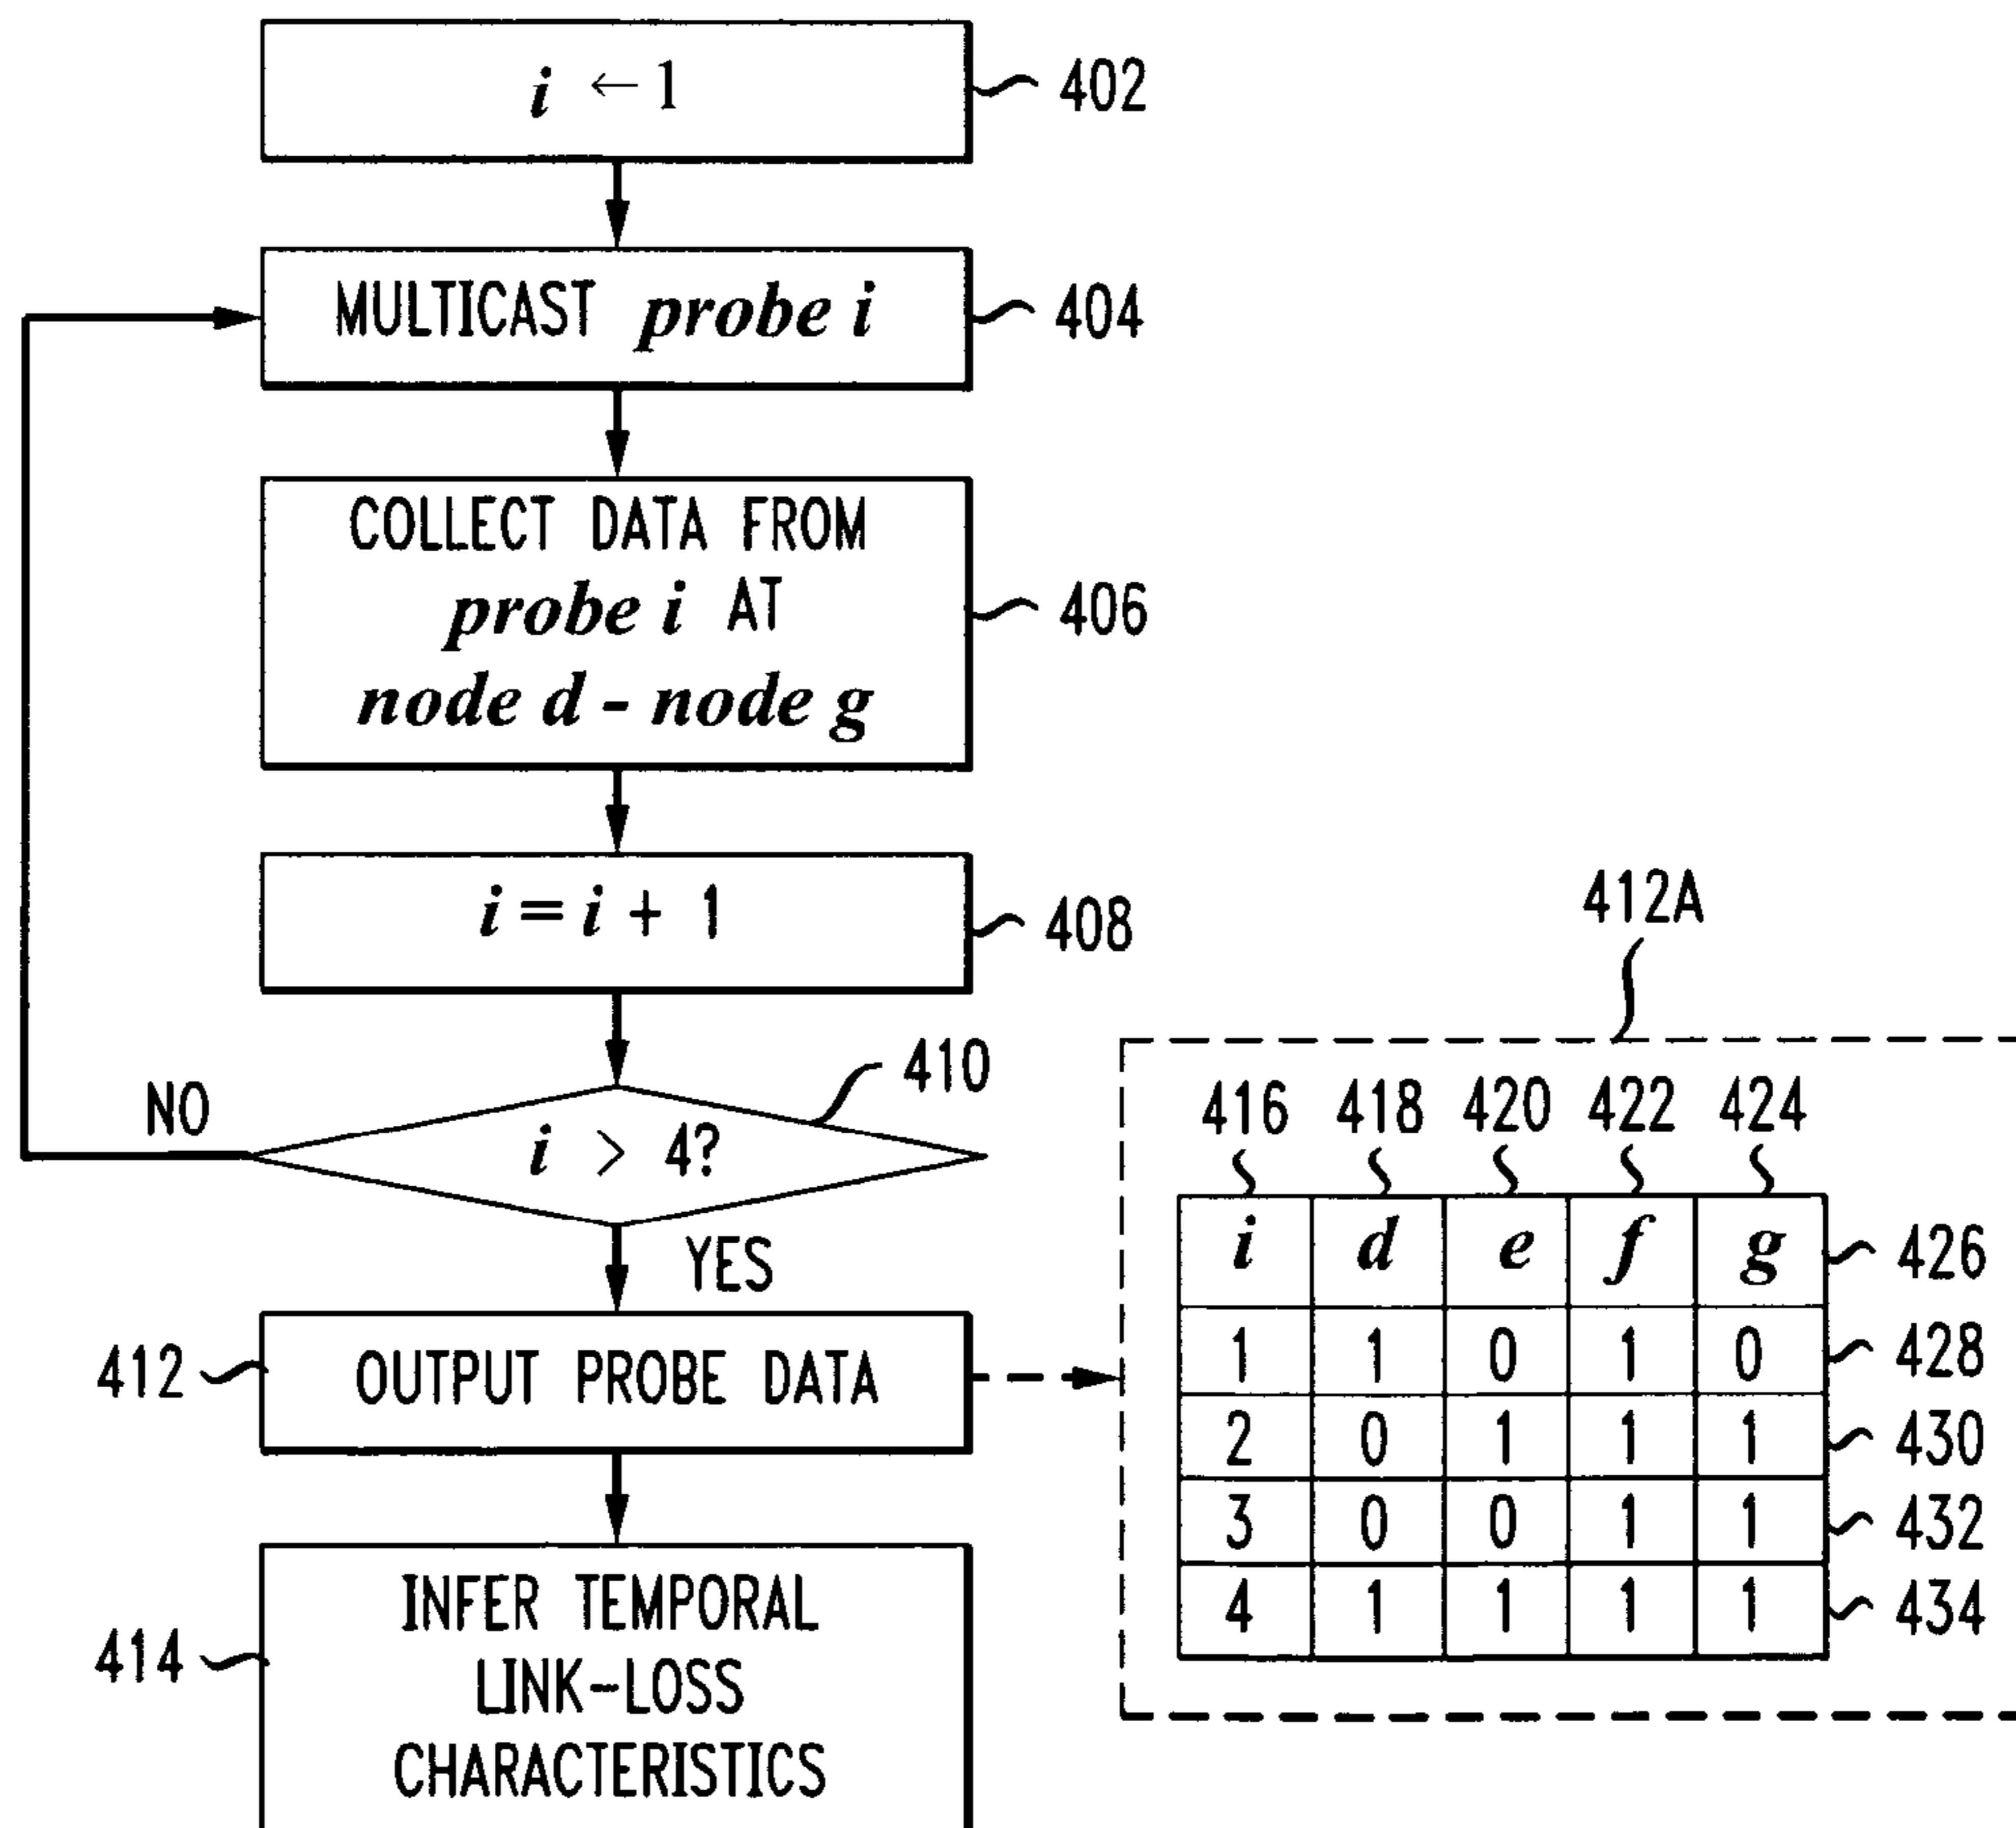 i ← 1
402
MULTICAST probe i
404
COLLECT DATA FROM
probe i AT
node d - node g
406
i = i + 1
408
412A
410
NO
i > 4?
YES
416 418 420 422 424
i d e f g
426
1 1 0 1 0
428
2 0 1 1 1
430
3 0 0 1 1
432
4 1 1 1 1
434
412
OUTPUT PROBE DATA
414
INFER TEMPORAL
LINK-LOSS
CHARACTERISTICS